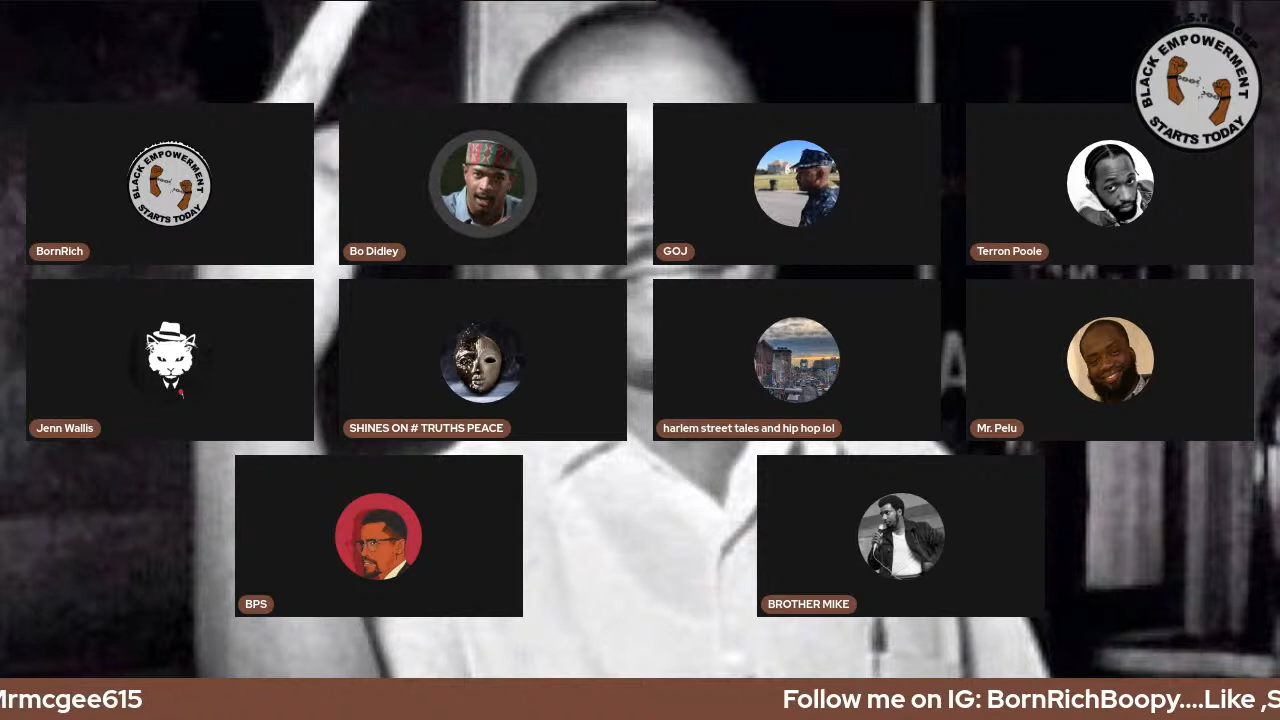 BLACK EMPOWERMENT
STARTS TODAY
BLACK EMPOWERMENT
STARTS TODAY
BornRich
Bo Didley
GOJ
Terron Poole
Jenn Wallis
SHINES ON # TRUTHS PEACE
harlem street tales and hip hop lol
Mr. Pelu
BPS
BROTHER MIKE
Mrmcgee615
Follow me on IG: BornRichBoopy....Like ,S